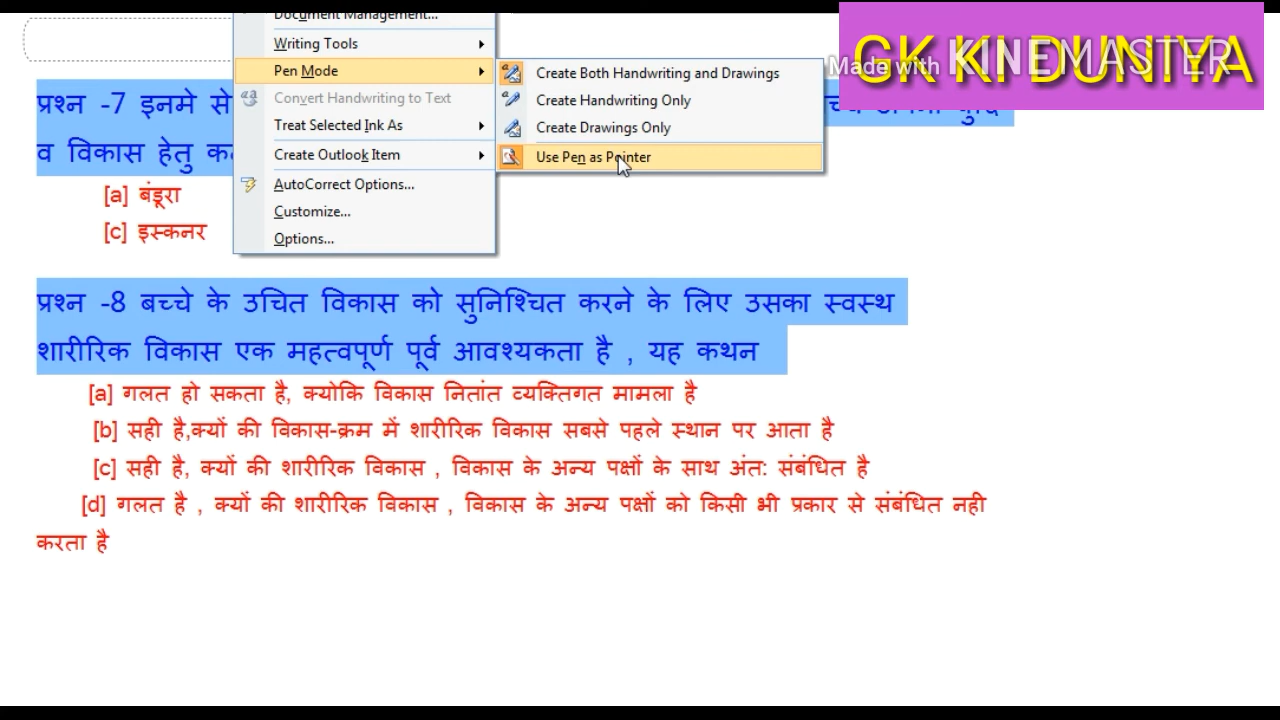 Document Management...
Writing Tools
Pen Mode
Convert Handwriting to Text
Treat Selected Ink As
Create Outlook Item
AutoCorrect Options...
Customize...
Options...
Create Both Handwriting and Drawings
Create Handwriting Only
Create Drawings Only
Use Pen as Pointer
GK KI DUNIYA
Made with KINEMASTER
प्रश्न -7 इनमे से
व विकास हेतु
[a] बंडूरा
[c] इस्कनर
प्रश्न -8 बच्चे के उचित विकास को सुनिश्चित करने के लिए उसका स्वस्थ
शारीरिक विकास एक महत्वपूर्ण पूर्व आवश्यकता है , यह कथन
[a] गलत हो सकता है, क्योकि विकास नितांत व्यक्तिगत मामला है
[b] सही है,क्यों की विकास-क्रम में शारीरिक विकास सबसे पहले स्थान पर आता है
[c] सही है, क्यों की शारीरिक विकास , विकास के अन्य पक्षों के साथ अंत: संबंधित है
[d] गलत है , क्यों की शारीरिक विकास , विकास के अन्य पक्षों को किसी भी प्रकार से संबंधित नही
करता है